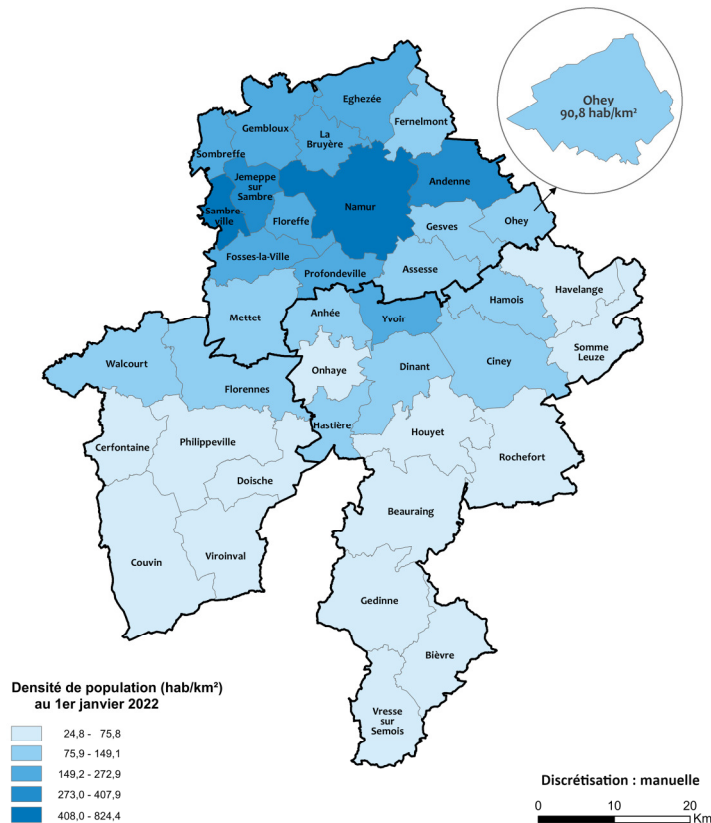 Ohey
90,8 hab/km²
Eghezée
Fernelmont
Gembloux
La
Bruyère
Sombreffe
Jemeppe
sur
Sambre
Andenne
Sambre
ville
Namur
Floreffe
Gesves
Ohey
Fosses-la-Ville
Profondeville
Assesse
Havelange
Hamois
Mettet
Anhée
Yvoir
Somme
Leuze
Walcourt
Onhaye
Dinant
Ciney
Florennes
Hastière
Houyet
Cerfontaine
Philippeville
Rochefort
Doische
Beauraing
Couvin
Viroinval
Gedinne
Bièvre
Vresse
sur
Semois
Densité de population (hab/km²)
au 1er janvier 2022
24,8 - 75,8
75,9 - 149,1
149,2 - 272,9
273,0 - 407,9
408,0 - 824,4
Discrétisation : manuelle
0 10 20
Km